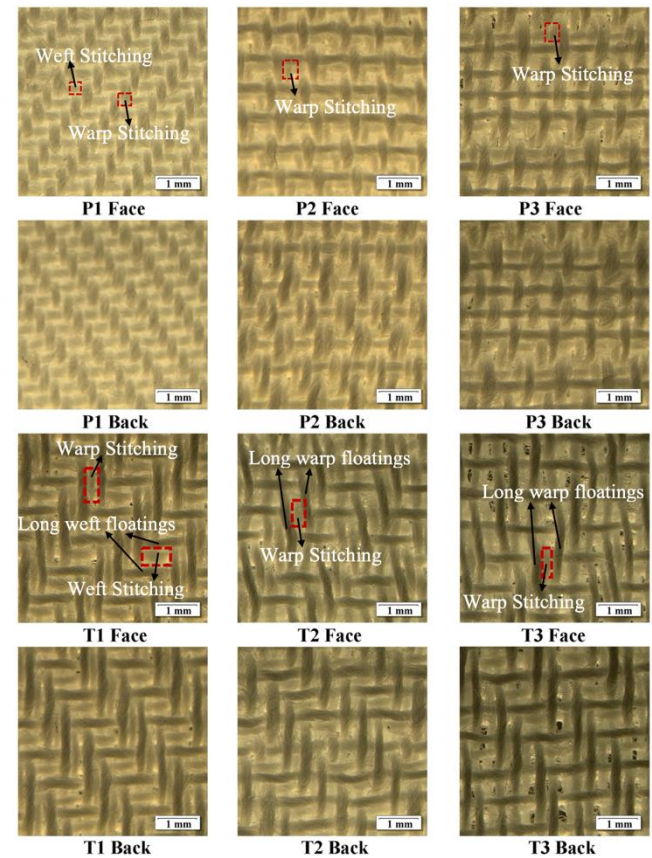 Weft Stitching
Warp Stitching
1 mm
P1 Face
Warp Stitching
1 mm
P2 Face
Warp Stitching
1 mm
P3 Face
1 mm
P1 Back
1 mm
P2 Back
1 mm
P3 Back
Warp Stitching
Long weft floatings
Weft Stitching
1 mm
T1 Face
Long warp floatings
Warp Stitching
1 mm
T2 Face
Long warp floatings
Warp Stitching
1 mm
T3 Face
1 mm
T1 Back
1 mm
T2 Back
1 mm
T3 Back